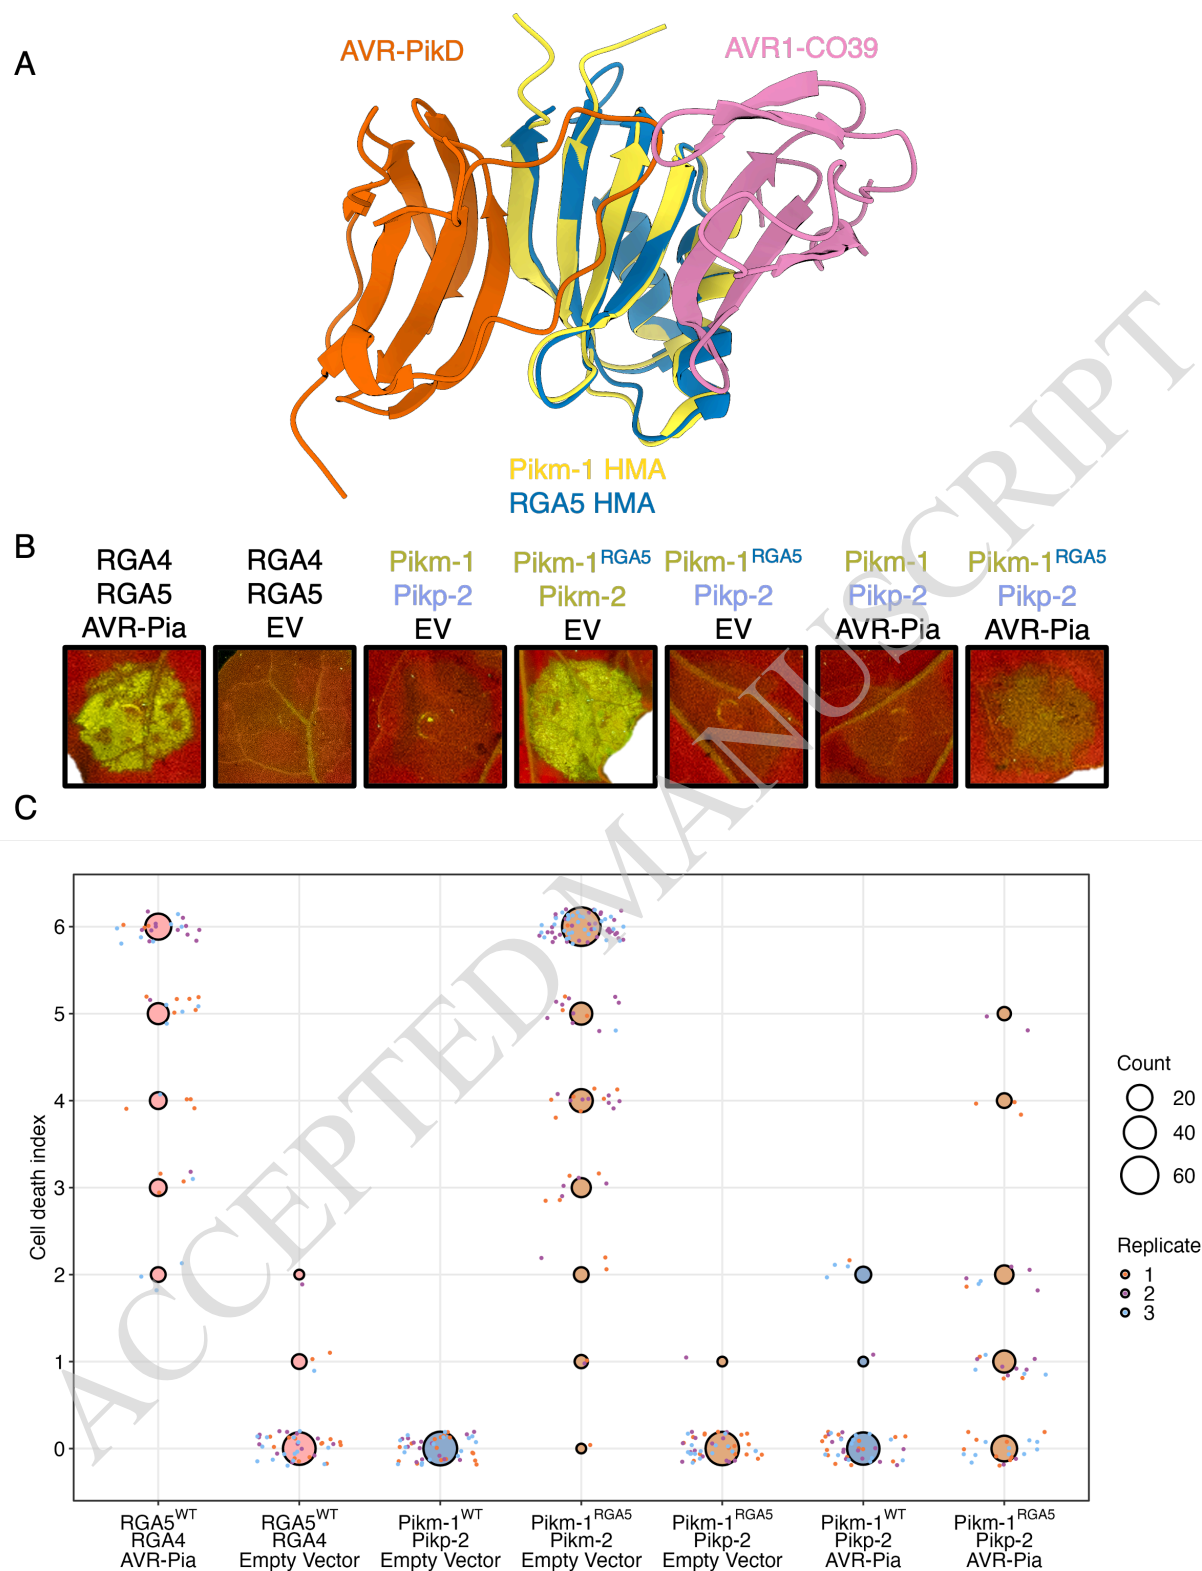 A
AVR-PikD
AVR1-CO39
Pikm-1 HMA
RGA5 HMA
B
RGA4
RGA5
AVR-Pia
RGA4
RGA5
EV
Pikm-1
Pikp-2
EV
Pikm-1RGA5
Pikm-2
EV
Pikm-1RGA5
Pikp-2
EV
Pikm-1
Pikp-2
AVR-Pia
Pikm-1RGA5
Pikp-2
AVR-Pia
C
Cell death index
6
5
4
3
2
1
0
RGA5WT
RGA4
AVR-Pia
RGA5WT
RGA4
Empty Vector
Pikm-1WT
Pikp-2
Empty Vector
Pikm-1RGA5
Pikm-2
Empty Vector
Pikm-1RGA5
Pikp-2
Empty Vector
Pikm-1WT
Pikp-2
AVR-Pia
Pikm-1RGA5
Pikp-2
AVR-Pia
Count
20
40
60
Replicate
1
2
3
ACCEPTED MANUSCRIPT